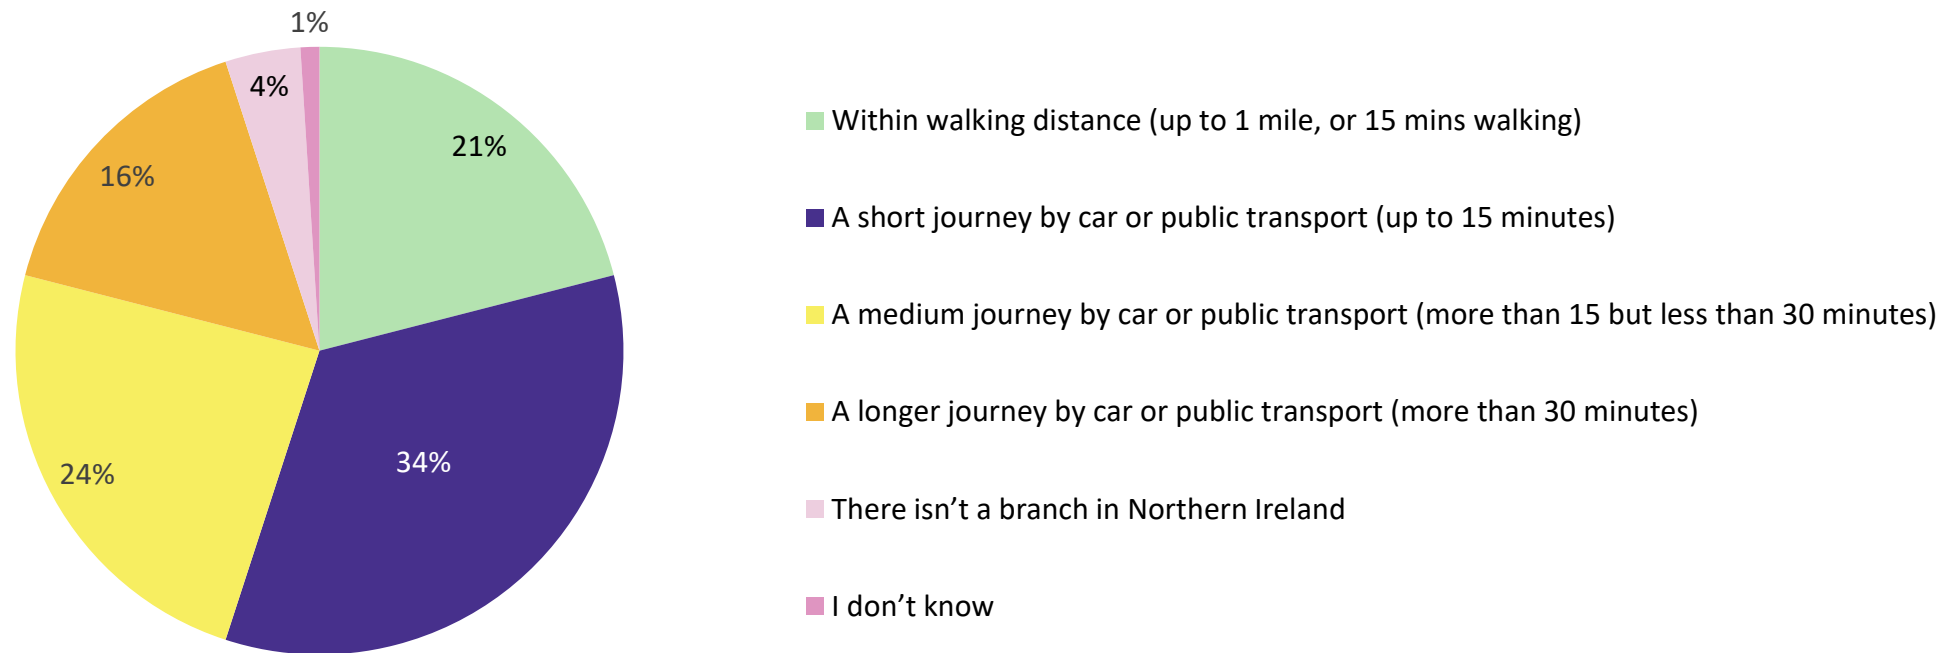 1%
4%
21%
16%
34%
24%
Within walking distance (up to 1 mile, or 15 mins walking)
A short journey by car or public transport (up to 15 minutes)
A medium journey by car or public transport (more than 15 but less than 30 minutes)
A longer journey by car or public transport (more than 30 minutes)
There isn’t a branch in Northern Ireland
I don’t know